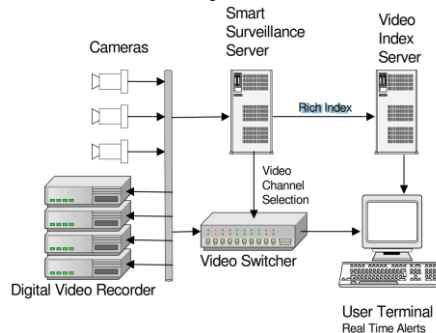 Smart
Surveillance
Server
Video
Index
Server
Cameras
Rich Index
Video
Channel
Selection
Video Switcher
Digital Video Recorder
User Terminal
Real Time Alerts